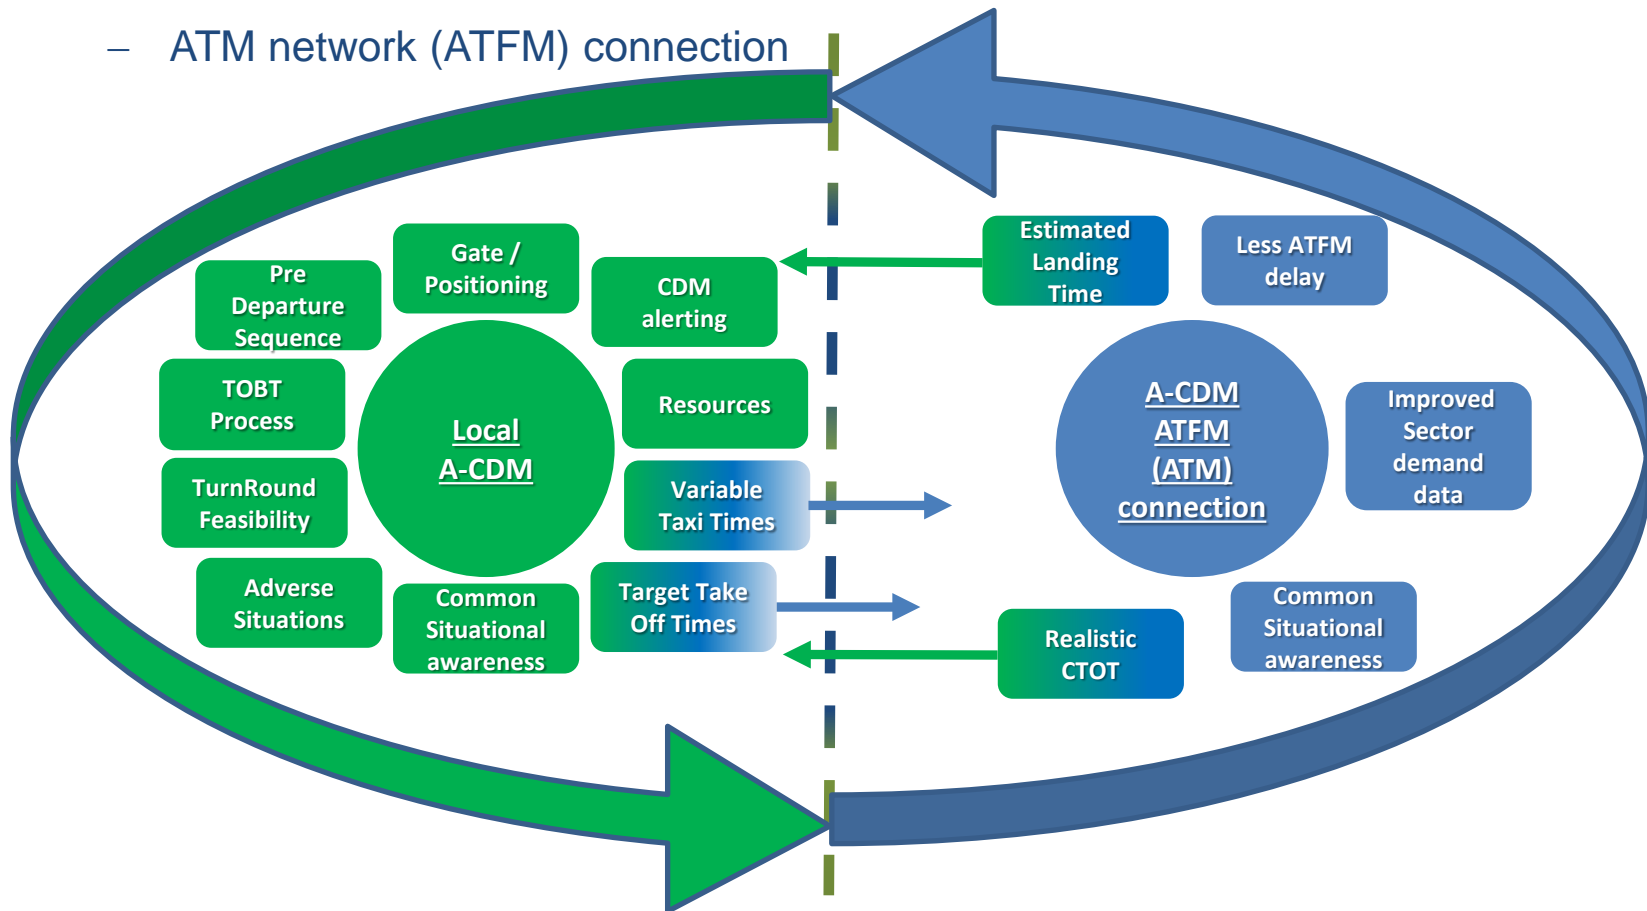 – ATM network (ATFM) connection
Gate /
Positioning
Pre
Departure
Sequence
CDM
alerting
TOBT
Process
Resources
Local
A-CDM
TurnRound
Feasibility
Variable
Taxi Times
Adverse
Situations
Common
Situational
awareness
Target Take
Off Times
Estimated
Landing
Time
Less ATFM
delay
A-CDM
ATFM
(ATM)
connection
Improved
Sector
demand
data
Realistic
CTOT
Common
Situational
awareness